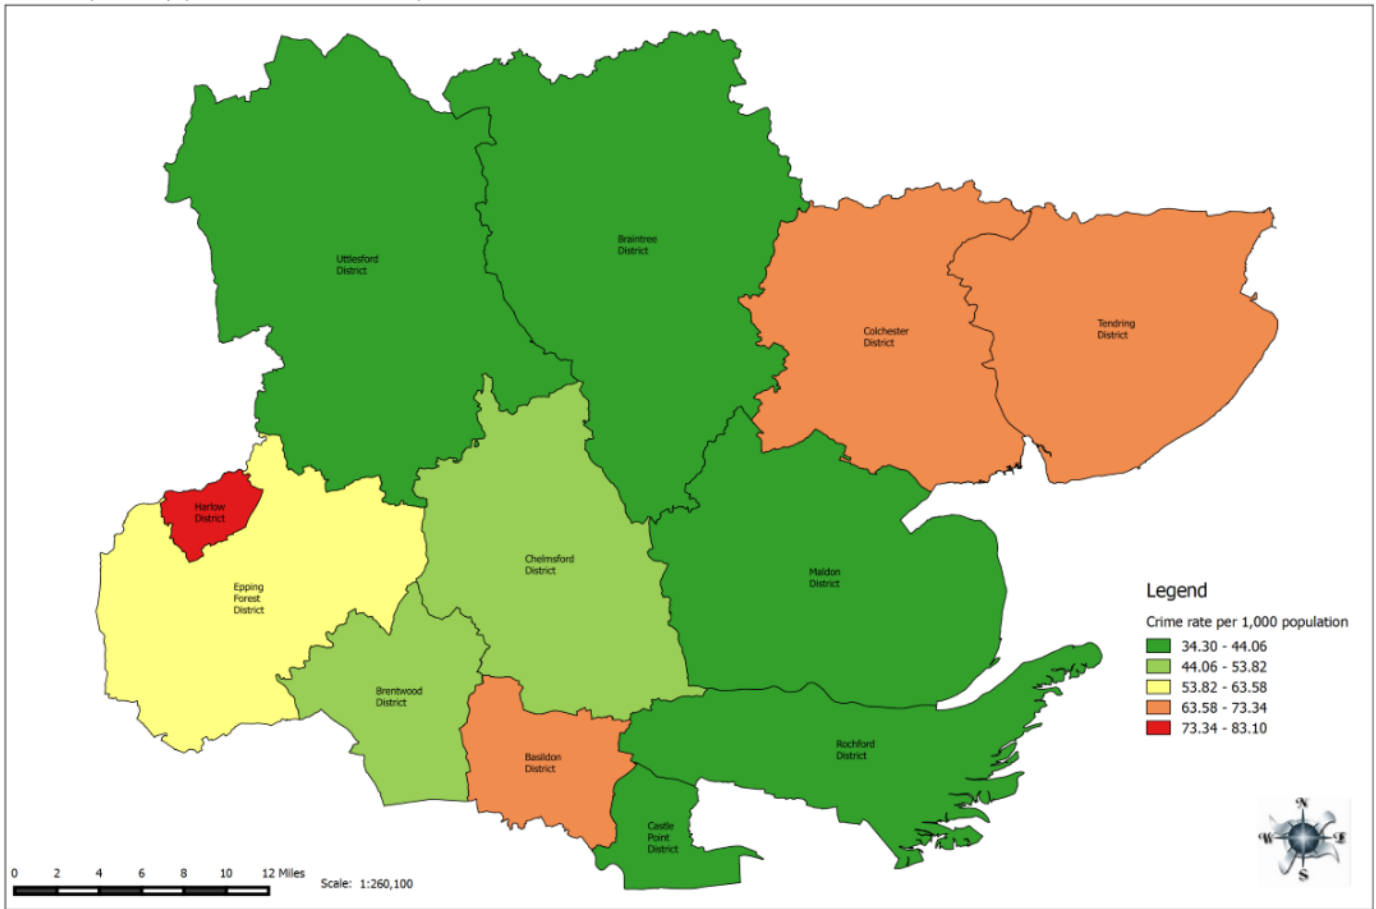 Uttlesford
District
Braintree
District
Colchester
District
Tendring
District
Harlow
District
Epping
Forest
District
Chelmsford
District
Maldon
District
Brentwood
District
Basildon
District
Rochford
District
Castle
Point
District
Legend
Crime rate per 1,000 population
34.30 - 44.06
44.06 - 53.82
53.82 - 63.58
63.58 - 73.34
73.34 - 83.10
N
W E
S
0 2 4 6 8 10 12 Miles
Scale: 1:260,100